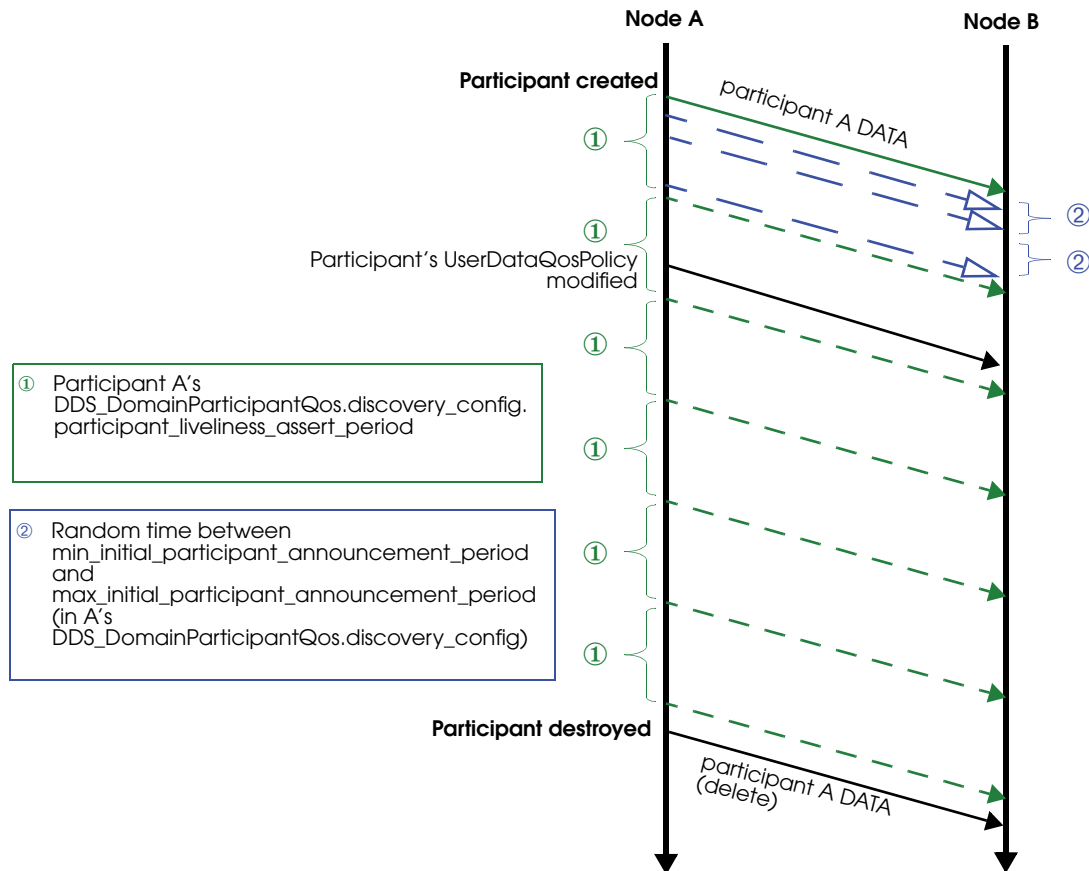 Node A
Node B
Participant created
participant A DATA
①
②
①
②
Participant's UserDataQosPolicy
modified
①
① Participant A's
DDS_DomainParticipantQos.discovery_config.
participant_liveliness_assert_period
①
② Random time between
min_initial_participant_announcement_period
and
max_initial_participant_announcement_period
(in A's
DDS_DomainParticipantQos.discovery_config)
①
①
Participant destroyed
participant A DATA
(delete)